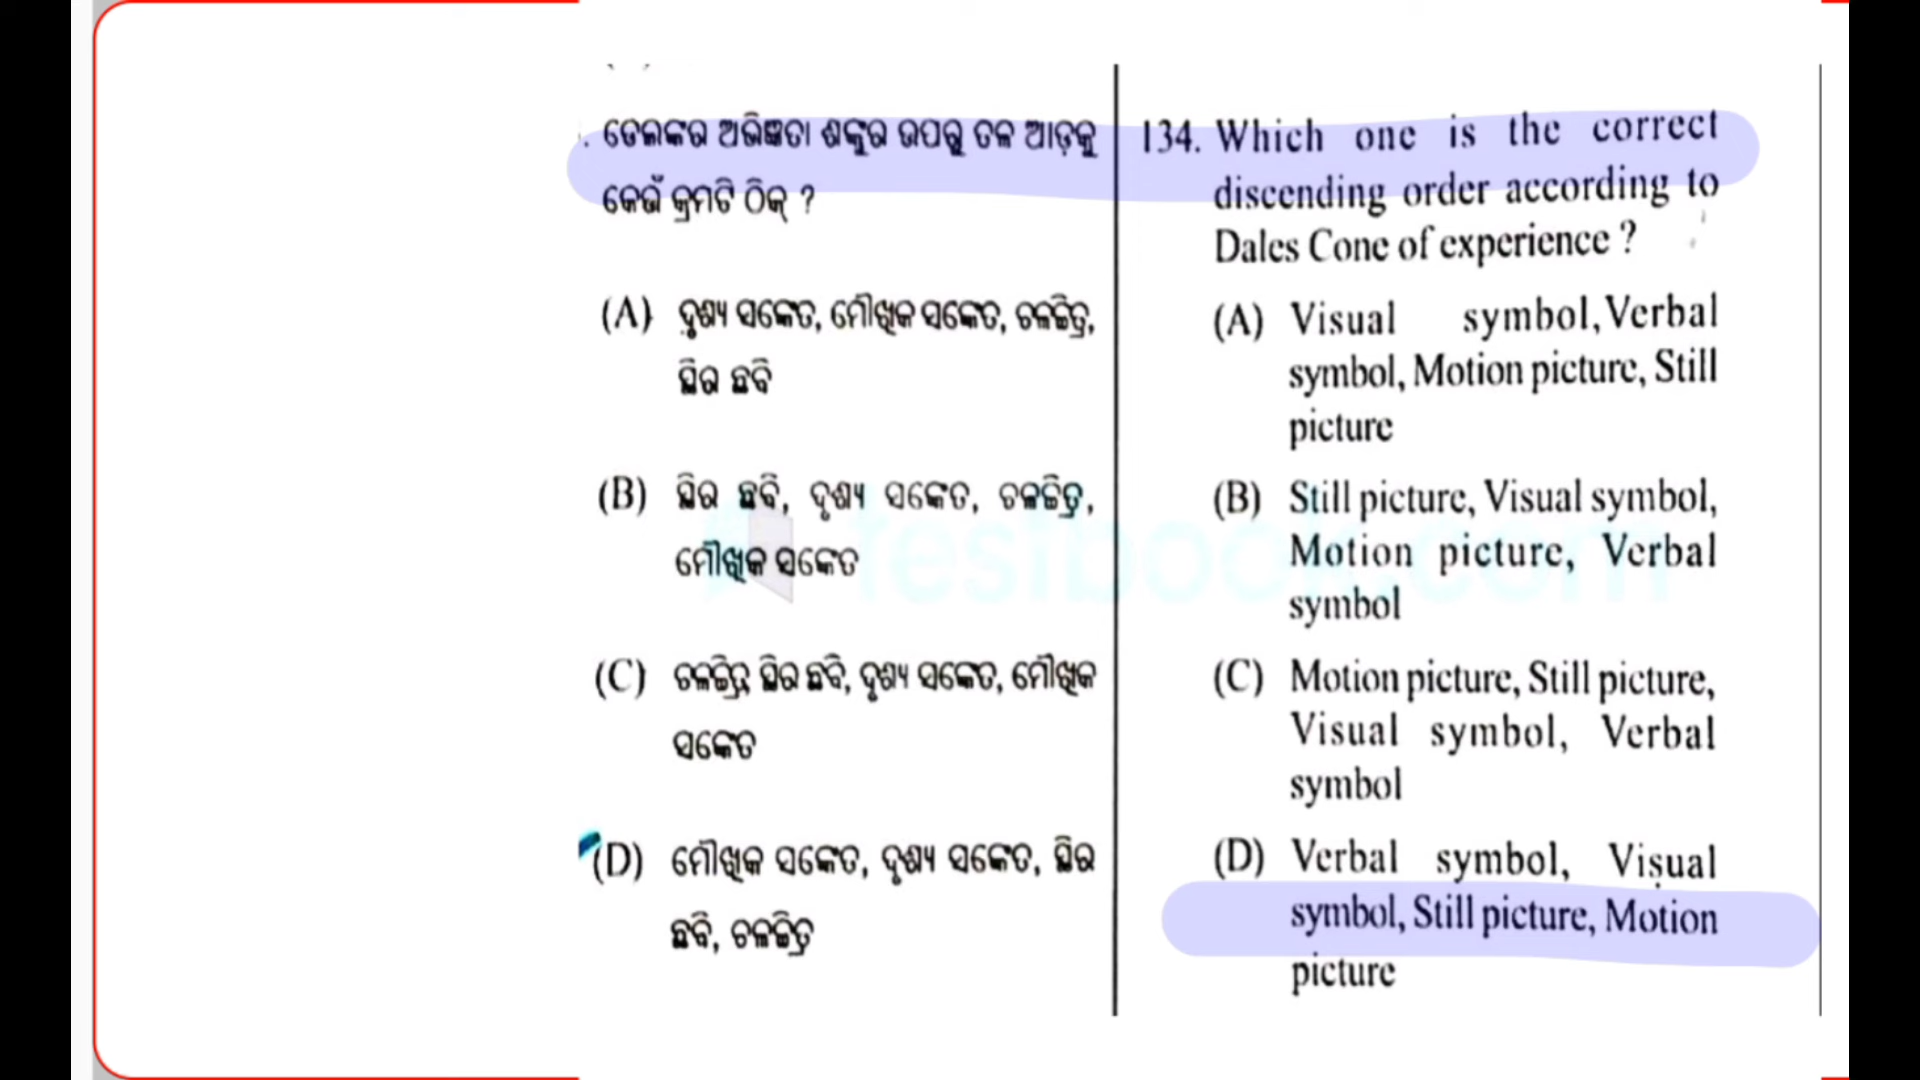 . ଡେଲଙ୍କର ଅଭିଜ୍ଞତା ଶଙ୍କୁର ଉପରୁ ତଳ ଆଡ଼କୁ
କେଉଁ କ୍ରମଟି ଠିକ୍ ?
(A) ଦୃଶ୍ୟ ସଙ୍କେତ, ମୌଖିକ ସଙ୍କେତ, ଚଳଚ୍ଚିତ୍ର,
ସ୍ଥିର ଛବି
(B) ସ୍ଥିର ଛବି, ଦୃଶ୍ୟ ସଙ୍କେତ, ଚଳଚ୍ଚିତ୍ର,
ମୌଖିକ ସଙ୍କେତ
(C) ଚଳଚ୍ଚିତ୍ର, ସ୍ଥିର ଛବି, ଦୃଶ୍ୟ ସଙ୍କେତ, ମୌଖିକ
ସଙ୍କେତ
(D) ମୌଖିକ ସଙ୍କେତ, ଦୃଶ୍ୟ ସଙ୍କେତ, ସ୍ଥିର
ଛବି, ଚଳଚ୍ଚିତ୍ର
134. Which one is the correct
discending order according to
Dales Cone of experience ?
(A) Visual symbol, Verbal
symbol, Motion picture, Still
picture
(B) Still picture, Visual symbol,
Motion picture, Verbal
symbol
(C) Motion picture, Still picture,
Visual symbol, Verbal
symbol
(D) Verbal symbol, Visual
symbol, Still picture, Motion
picture
testbook.com